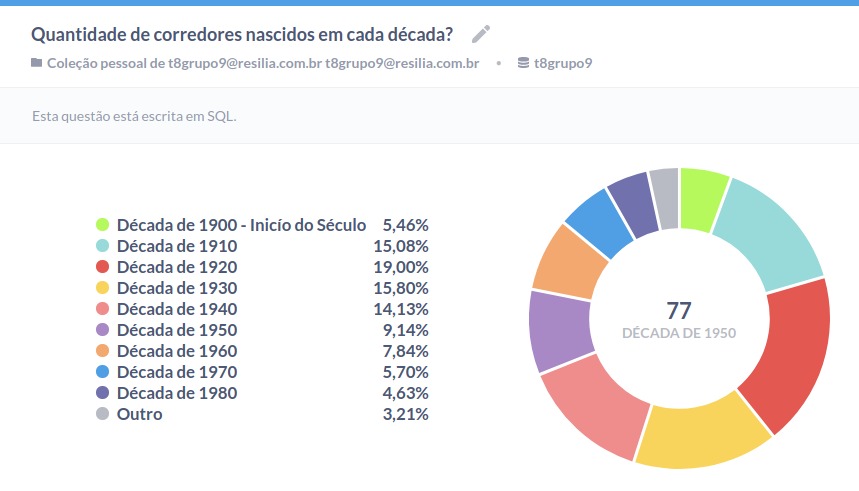 Quantidade de corredores nascidos em cada década?
Coleção pessoal de t8grupo9@resilia.com.br t8grupo9@resilia.com.br • t8grupo9
Esta questão está escrita em SQL.
Década de 1900 - Inicío do Século 5,46%
Década de 1910 15,08%
Década de 1920 19,00%
Década de 1930 15,80%
Década de 1940 14,13%
Década de 1950 9,14%
Década de 1960 7,84%
Década de 1970 5,70%
Década de 1980 4,63%
Outro 3,21%
77
DÉCADA DE 1950